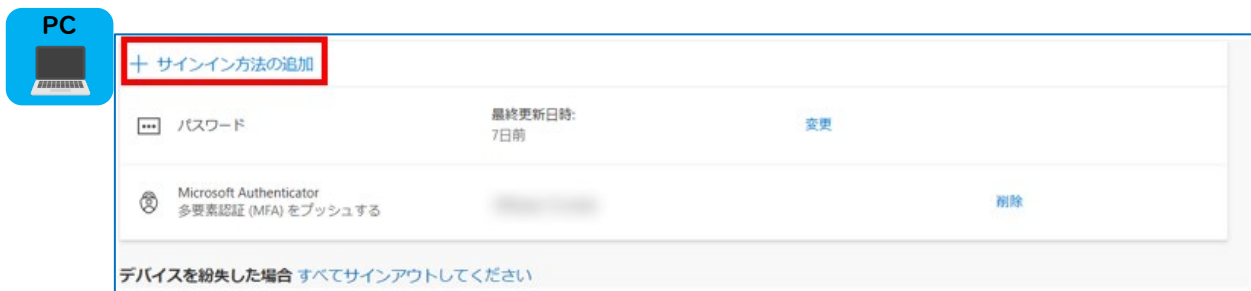 PC
+ サインイン方法の追加
パスワード
最終更新日時:
7日前
変更
Microsoft Authenticator
多要素認証 (MFA) をプッシュする
削除
デバイスを紛失した場合 すべてサインアウトしてください